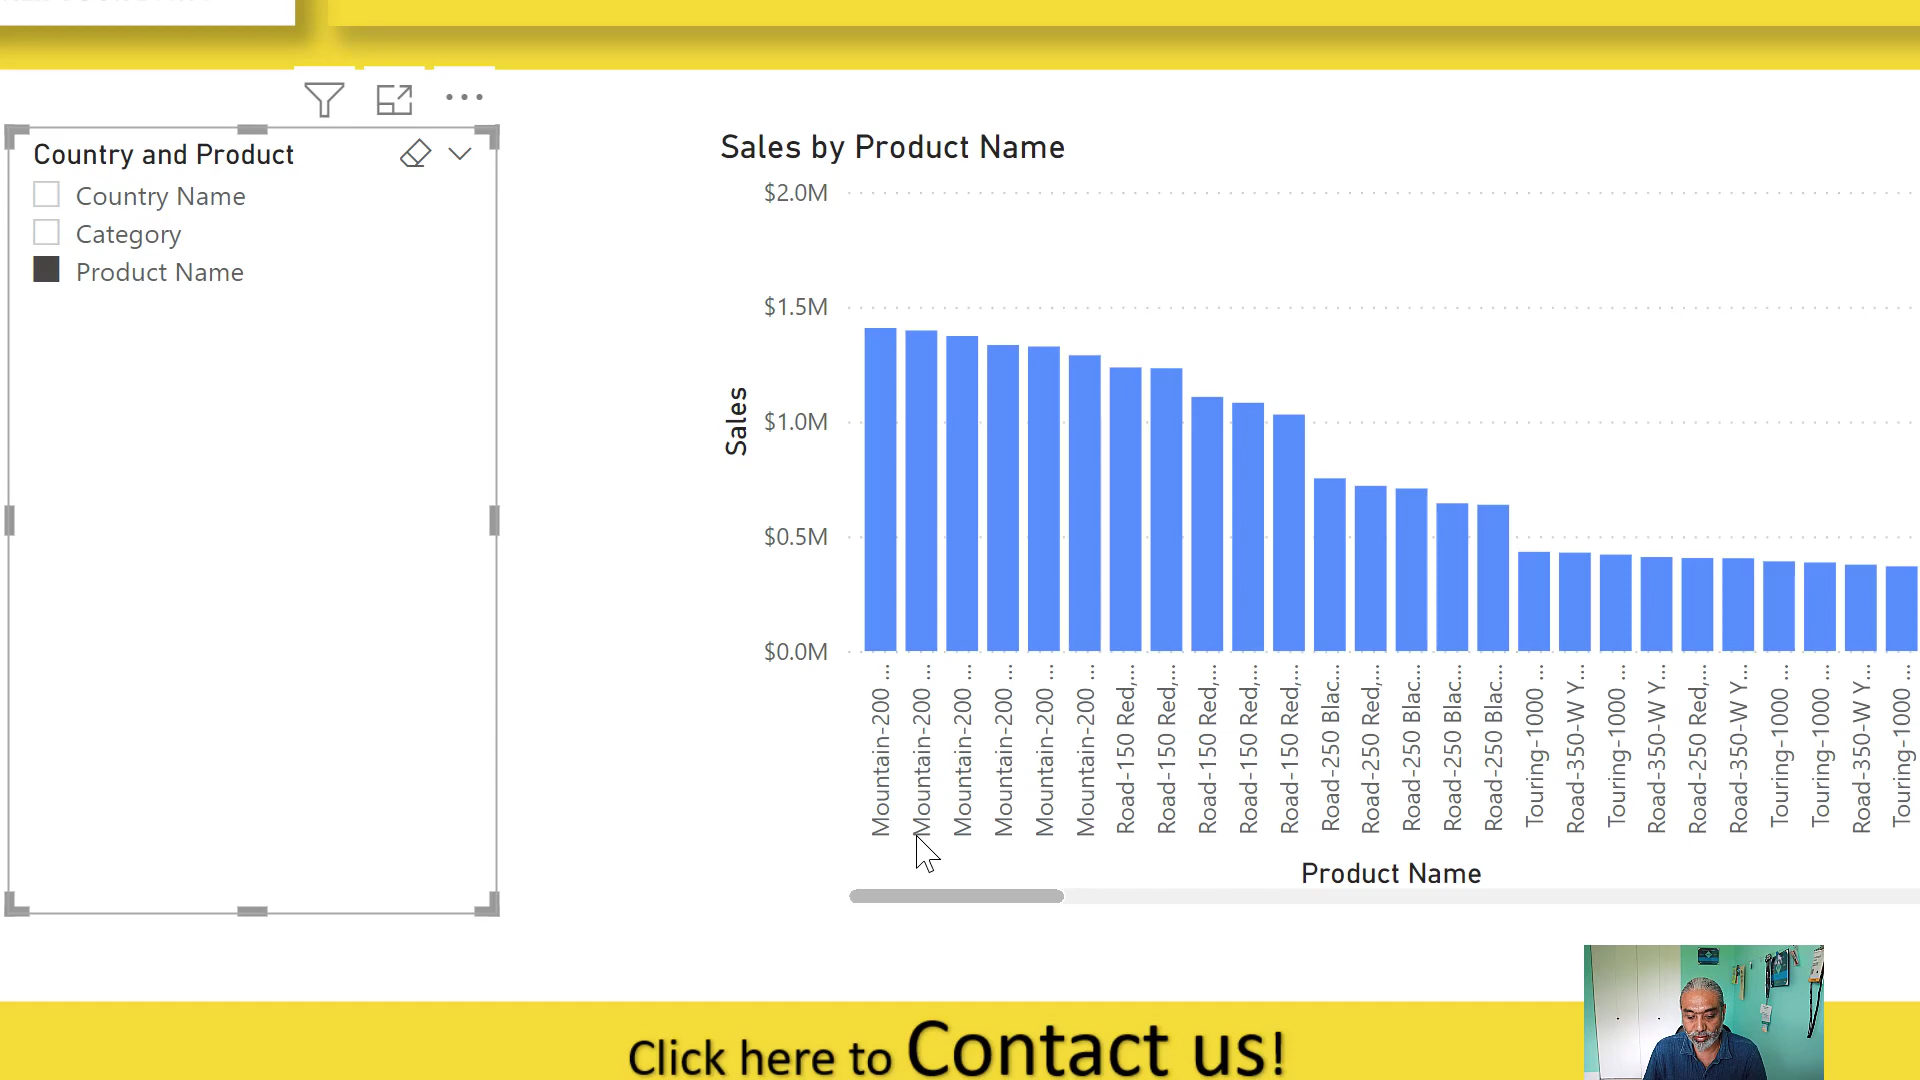 Country and Product
Country Name
Category
Product Name
Sales by Product Name
$2.0M
$1.5M
$1.0M
$0.5M
$0.0M
Sales
Mountain-200 ...
Mountain-200 ...
Mountain-200 ...
Mountain-200 ...
Mountain-200 ...
Mountain-200 ...
Road-150 Red,...
Road-150 Red,...
Road-150 Red,...
Road-150 Red,...
Road-150 Red,...
Road-250 Blac...
Road-250 Red,...
Road-250 Blac...
Road-250 Blac...
Road-250 Blac...
Touring-1000 ...
Road-350-W Y...
Touring-1000 ...
Road-350-W Y...
Road-250 Red,...
Road-350-W Y...
Touring-1000 ...
Touring-1000 ...
Road-350-W Y...
Touring-1000 ...
Product Name
Click here to Contact us!